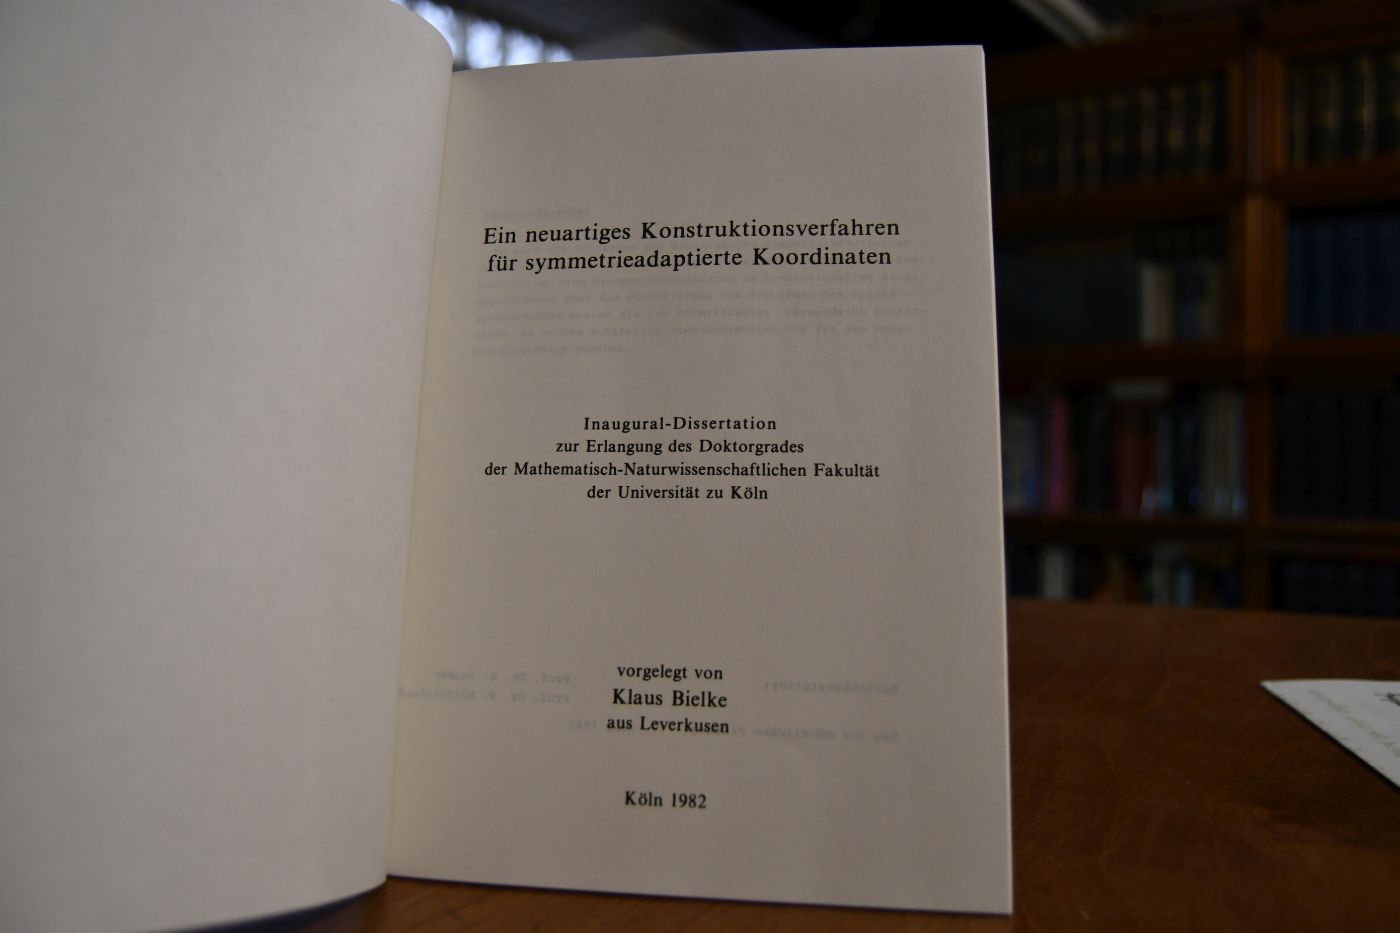 Ein neuartiges Konstruktionsverfahren
für symmetrieadaptierte Koordinaten
Inaugural-Dissertation
zur Erlangung des Doktorgrades
der Mathematisch-Naturwissenschaftlichen Fakultät
der Universität zu Köln
vorgelegt von
Klaus Bielke
aus Leverkusen
Köln 1982